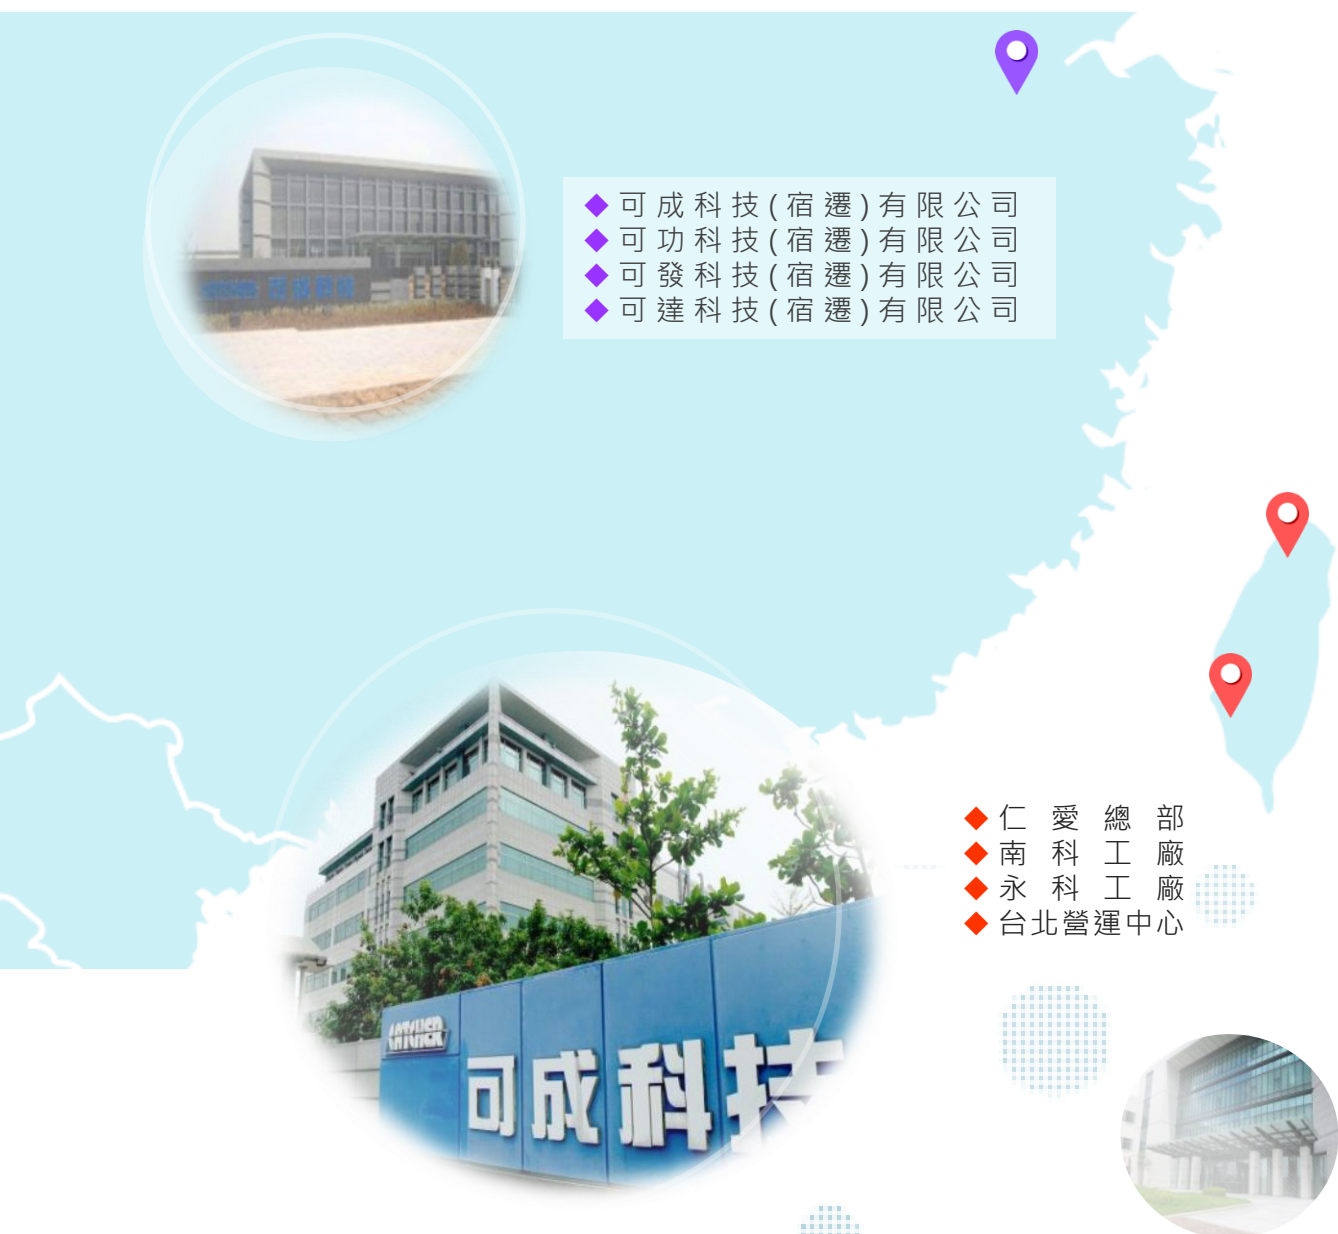 ◆可成科技(宿遷)有限公司
◆可功科技(宿遷)有限公司
◆可發科技(宿遷)有限公司
◆可達科技(宿遷)有限公司
◆仁愛總部
◆南科工廠
◆永科工廠
◆台北營運中心
CATCHER
可成科技